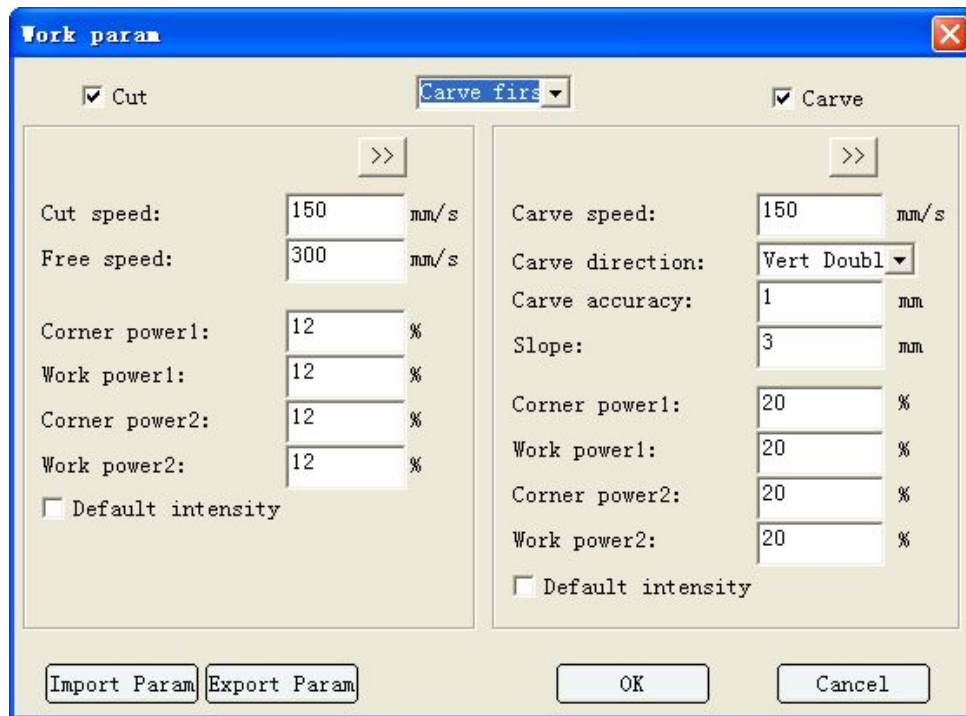 Work param
Cut
Carve firs
Carve
>>
Cut speed: 150 mm/s
Free speed: 300 mm/s
Corner power1: 12 %
Work power1: 12 %
Corner power2: 12 %
Work power2: 12 %
Default intensity
>>
Carve speed: 150 mm/s
Carve direction: Vert Doubl
Carve accuracy: 1 mm
Slope: 3 mm
Corner power1: 20 %
Work power1: 20 %
Corner power2: 20 %
Work power2: 20 %
Default intensity
Import Param Export Param OK Cancel